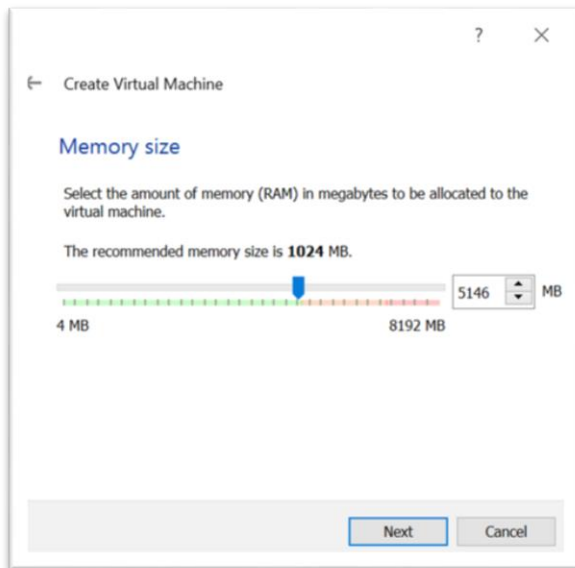 ?
Create Virtual Machine
Memory size
Select the amount of memory (RAM) in megabytes to be allocated to the
virtual machine.
The recommended memory size is 1024 MB.
5146 MB
4 MB 8192 MB
Next Cancel